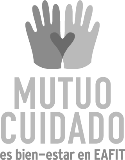 MUTUO
CUIDADO
es bien-estar en EAFIT